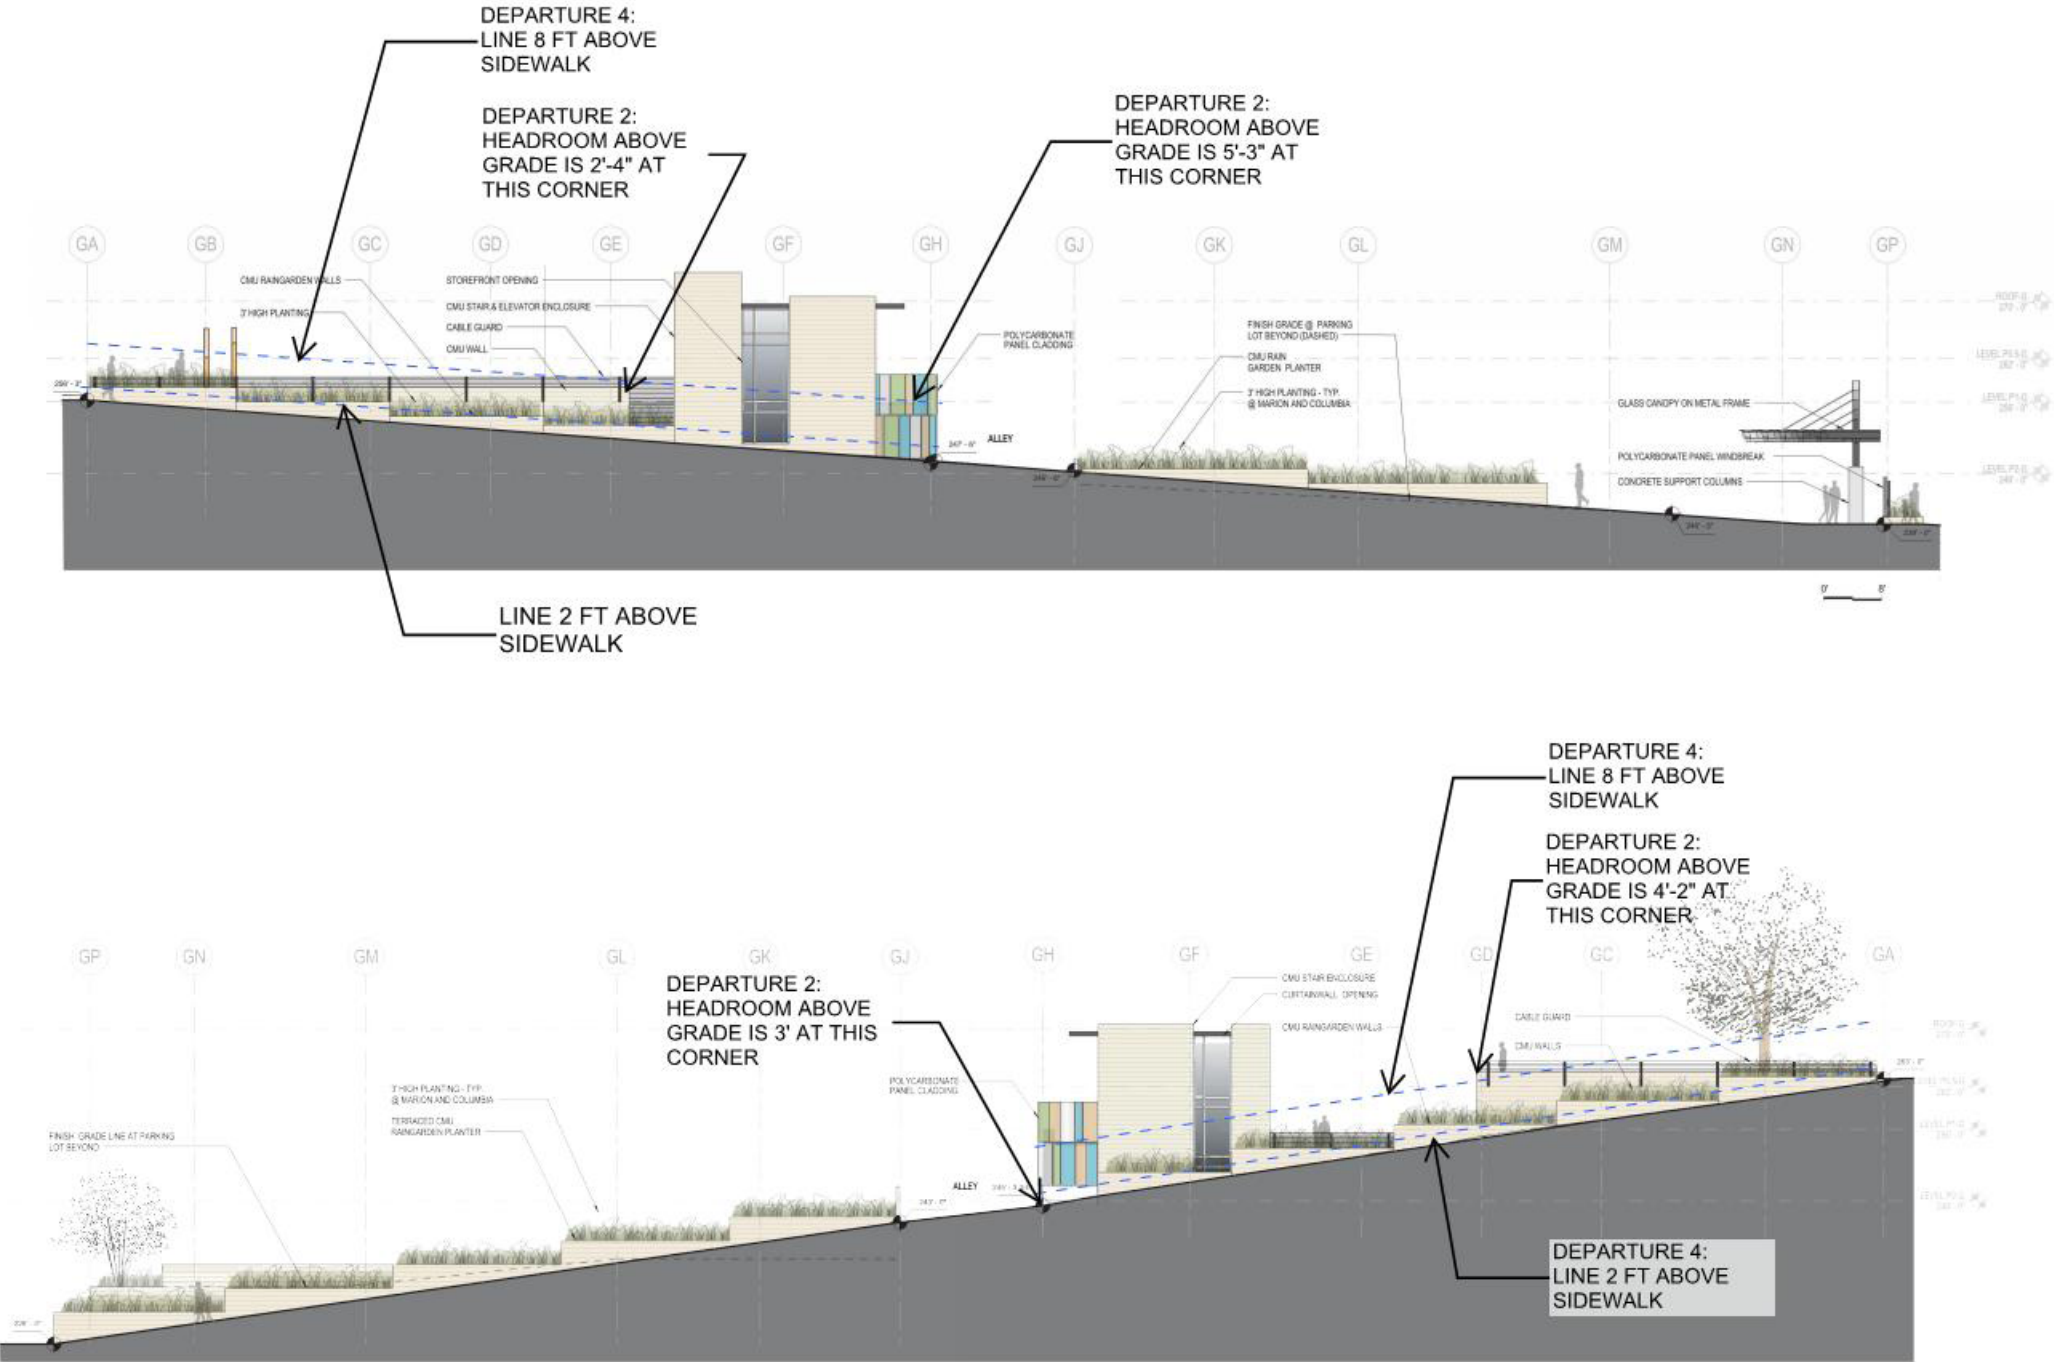 DEPARTURE 4:
LINE 8 FT ABOVE
SIDEWALK
DEPARTURE 2:
HEADROOM ABOVE
GRADE IS 2'-4" AT
THIS CORNER
DEPARTURE 2:
HEADROOM ABOVE
GRADE IS 5'-3" AT
THIS CORNER
GA
GB
GC
GD
GE
GF
GH
GJ
GK
GL
GM
GN
GP
CMU RAINGARDEN WALLS
3' HIGH PLANTING
STOREFRONT OPENING
CMU STAIR & ELEVATOR ENCLOSURE
CABLE GUARD
CMU WALL
POLYCARBONATE
PANEL CLADDING
FINISH GRADE @ PARKING
LOT BEYOND (DASHED)
CMU RAIN
GARDEN PLANTER
3' HIGH PLANTING - TYP.
@ MARION AND COLUMBIA
GLASS CANOPY ON METAL FRAME
POLYCARBONATE PANEL WINDBREAK
CONCRETE SUPPORT COLUMNS
ALLEY
0'
8'
LINE 2 FT ABOVE
SIDEWALK
DEPARTURE 4:
LINE 8 FT ABOVE
SIDEWALK
DEPARTURE 2:
HEADROOM ABOVE
GRADE IS 4'-2" AT
THIS CORNER
GP
GN
GM
GL
GK
GJ
GH
GF
GE
GD
GC
GA
DEPARTURE 2:
HEADROOM ABOVE
GRADE IS 3' AT THIS
CORNER
CMU STAIR ENCLOSURE
CURTAINWALL OPENING
CMU RAINGARDEN WALLS
CABLE GUARD
CMU WALLS
POLYCARBONATE
PANEL CLADDING
3' HIGH PLANTING - TYP.
@ MARION AND COLUMBIA
TERRACED CMU
RAINGARDEN PLANTER
FINISH GRADE LINE AT PARKING
LOT BEYOND
ALLEY
DEPARTURE 4:
LINE 2 FT ABOVE
SIDEWALK